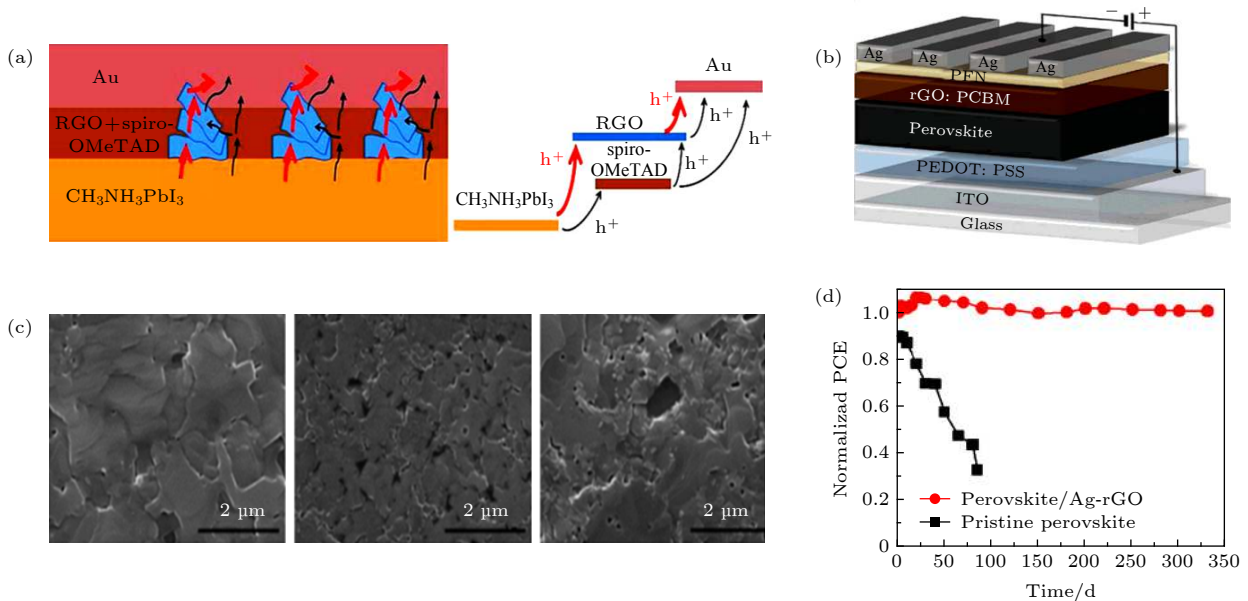 (a)
Au
RGO+spiro-
OMeTAD
CH₃NH₃PbI₃
Au
h⁺
RGO
h⁺
spiro-
OMeTAD
h⁺
h⁺
CH₃NH₃PbI₃
h⁺
(b)
− +
Ag Ag Ag Ag
PFN
rGO: PCBM
Perovskite
PEDOT: PSS
ITO
Glass
(c)
2 µm
2 µm
2 µm
(d)
Normalizad PCE
1.0
0.8
0.6
0.4
0.2
0
Perovskite/Ag-rGO
Pristine perovskite
0 50 100 150 200 250 300 350
Time/d